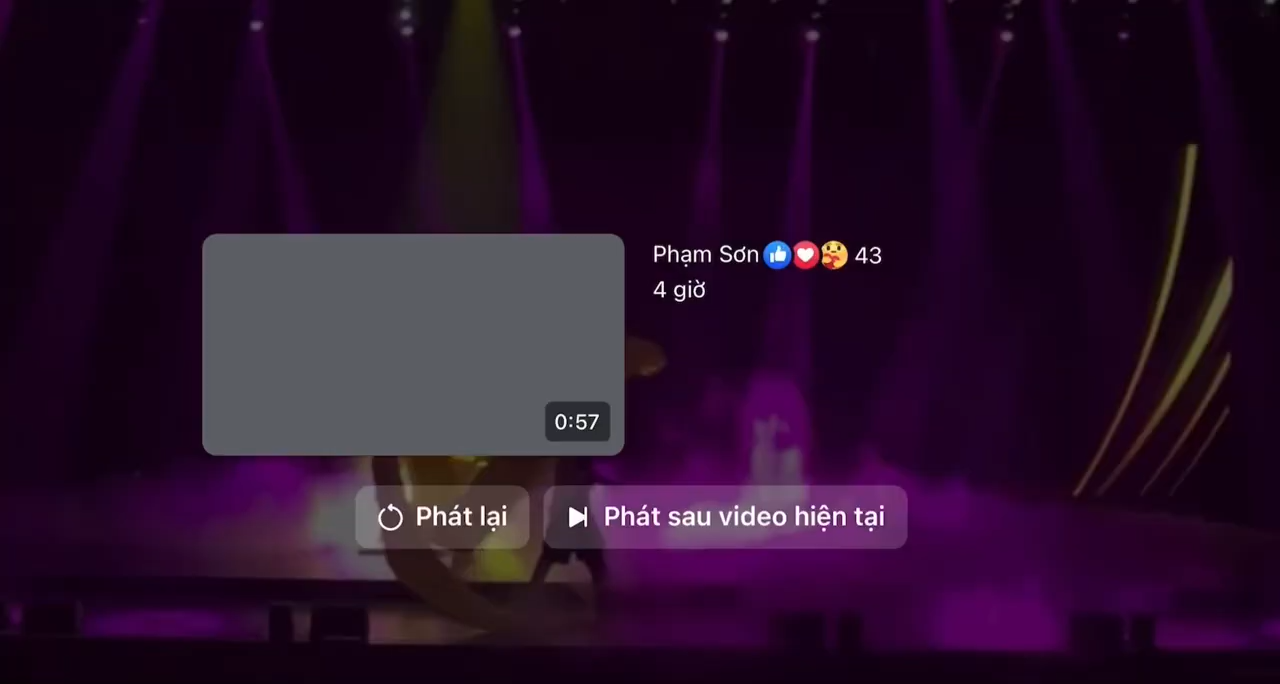 Phạm Sơn 43
4 giờ
0:57
Phát lại
Phát sau video hiện tại